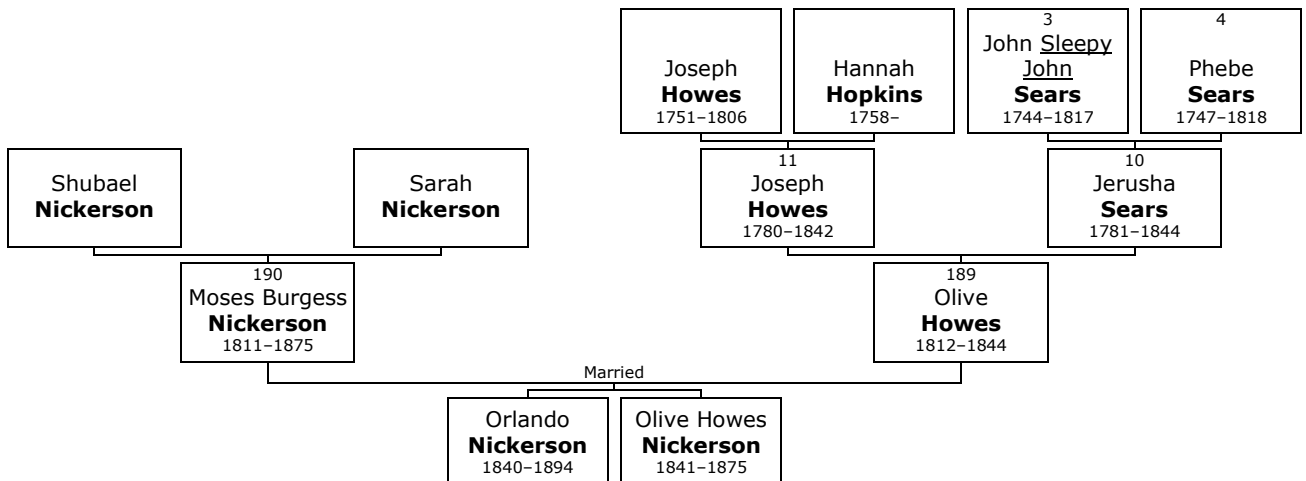 Joseph
Howes
1751–1806
Hannah
Hopkins
1758–
3
John Sleepy
John
Sears
1744–1817
4
Phebe
Sears
1747–1818
Shubael
Nickerson
Sarah
Nickerson
11
Joseph
Howes
1780–1842
10
Jerusha
Sears
1781–1844
190
Moses Burgess
Nickerson
1811–1875
189
Olive
Howes
1812–1844
Married
Orlando
Nickerson
1840–1894
Olive Howes
Nickerson
1841–1875